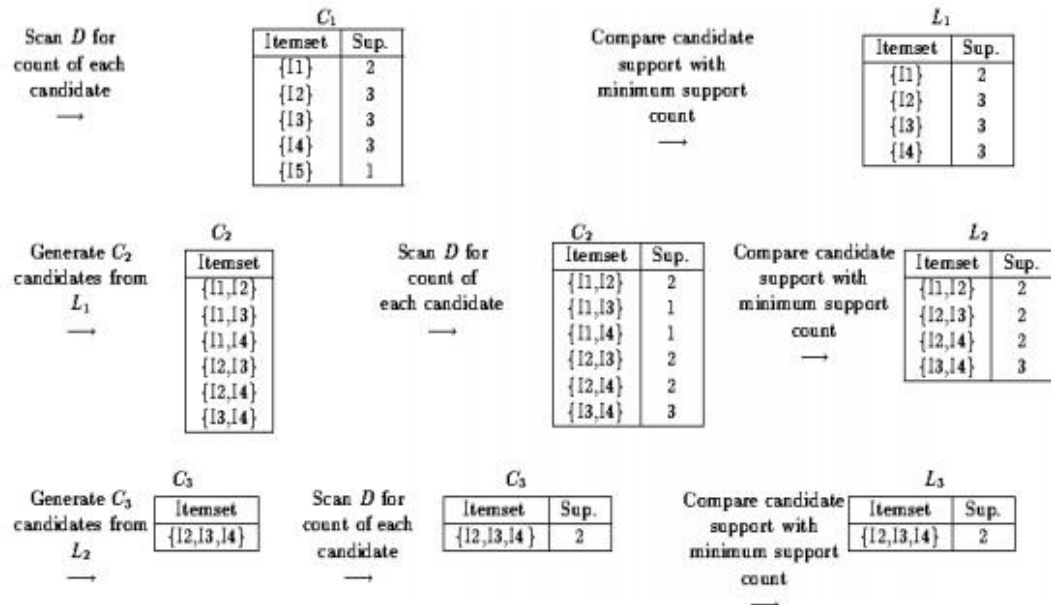 Scan D for
count of each
candidate
→
C₁
Itemset Sup.
{I1} 2
{I2} 3
{I3} 3
{I4} 3
{I5} 1
Compare candidate
support with
minimum support
count
→
L₁
Itemset Sup.
{I1} 2
{I2} 3
{I3} 3
{I4} 3
Generate C₂
candidates from
L₁
→
C₂
Itemset
{I1,I2}
{I1,I3}
{I1,I4}
{I2,I3}
{I2,I4}
{I3,I4}
Scan D for
count of
each candidate
→
C₂
Itemset Sup.
{I1,I2} 2
{I1,I3} 1
{I1,I4} 1
{I2,I3} 2
{I2,I4} 2
{I3,I4} 3
Compare candidate
support with
minimum support
count
→
L₂
Itemset Sup.
{I1,I2} 2
{I2,I3} 2
{I2,I4} 2
{I3,I4} 3
Generate C₃
candidates from
L₂
→
C₃
Itemset
{I2,I3,I4}
Scan D for
count of each
candidate
→
C₃
Itemset Sup.
{I2,I3,I4} 2
Compare candidate
support with
minimum support
count
→
L₃
Itemset Sup.
{I2,I3,I4} 2